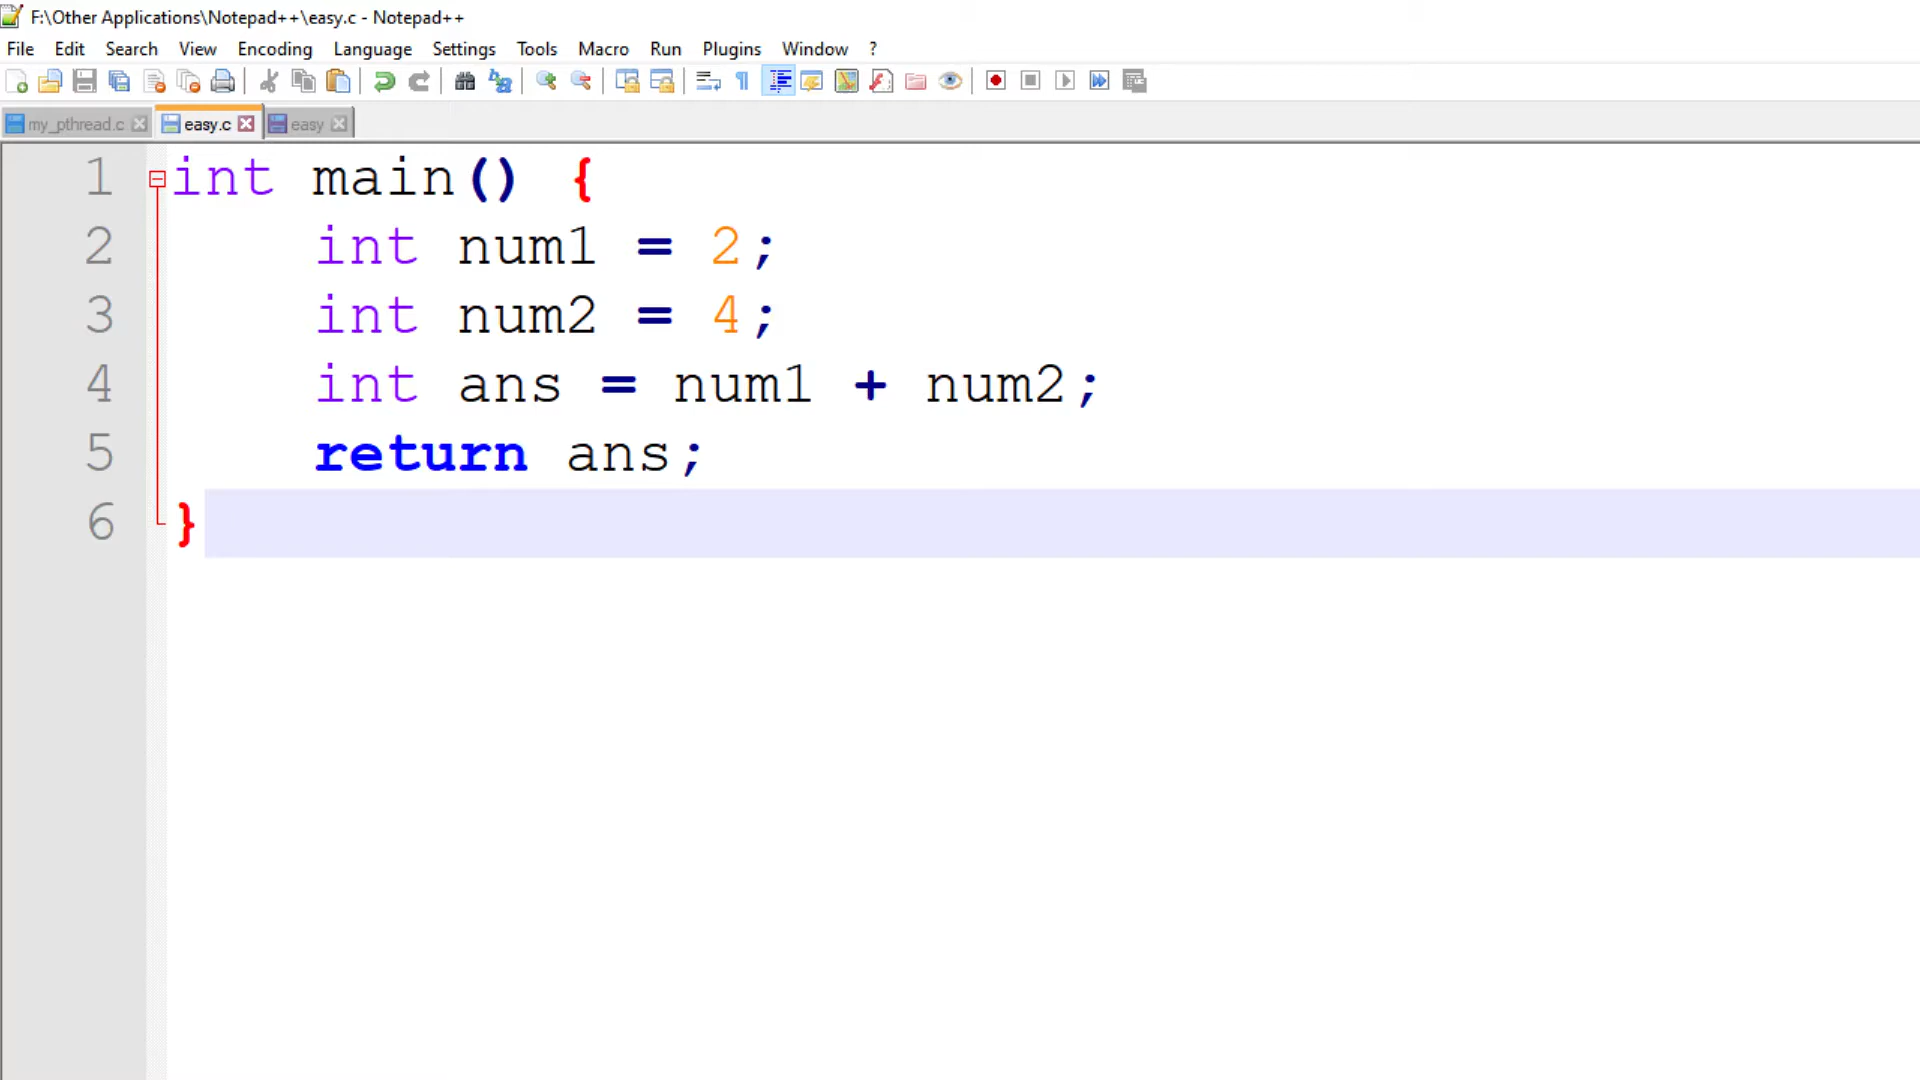 F:\Other Applications\Notepad++\easy.c - Notepad++
File Edit Search View Encoding Language Settings Tools Macro Run Plugins Window ?
my_pthread.c easy.c easy
1 int main() {
2     int num1 = 2;
3     int num2 = 4;
4     int ans = num1 + num2;
5     return ans;
6 }